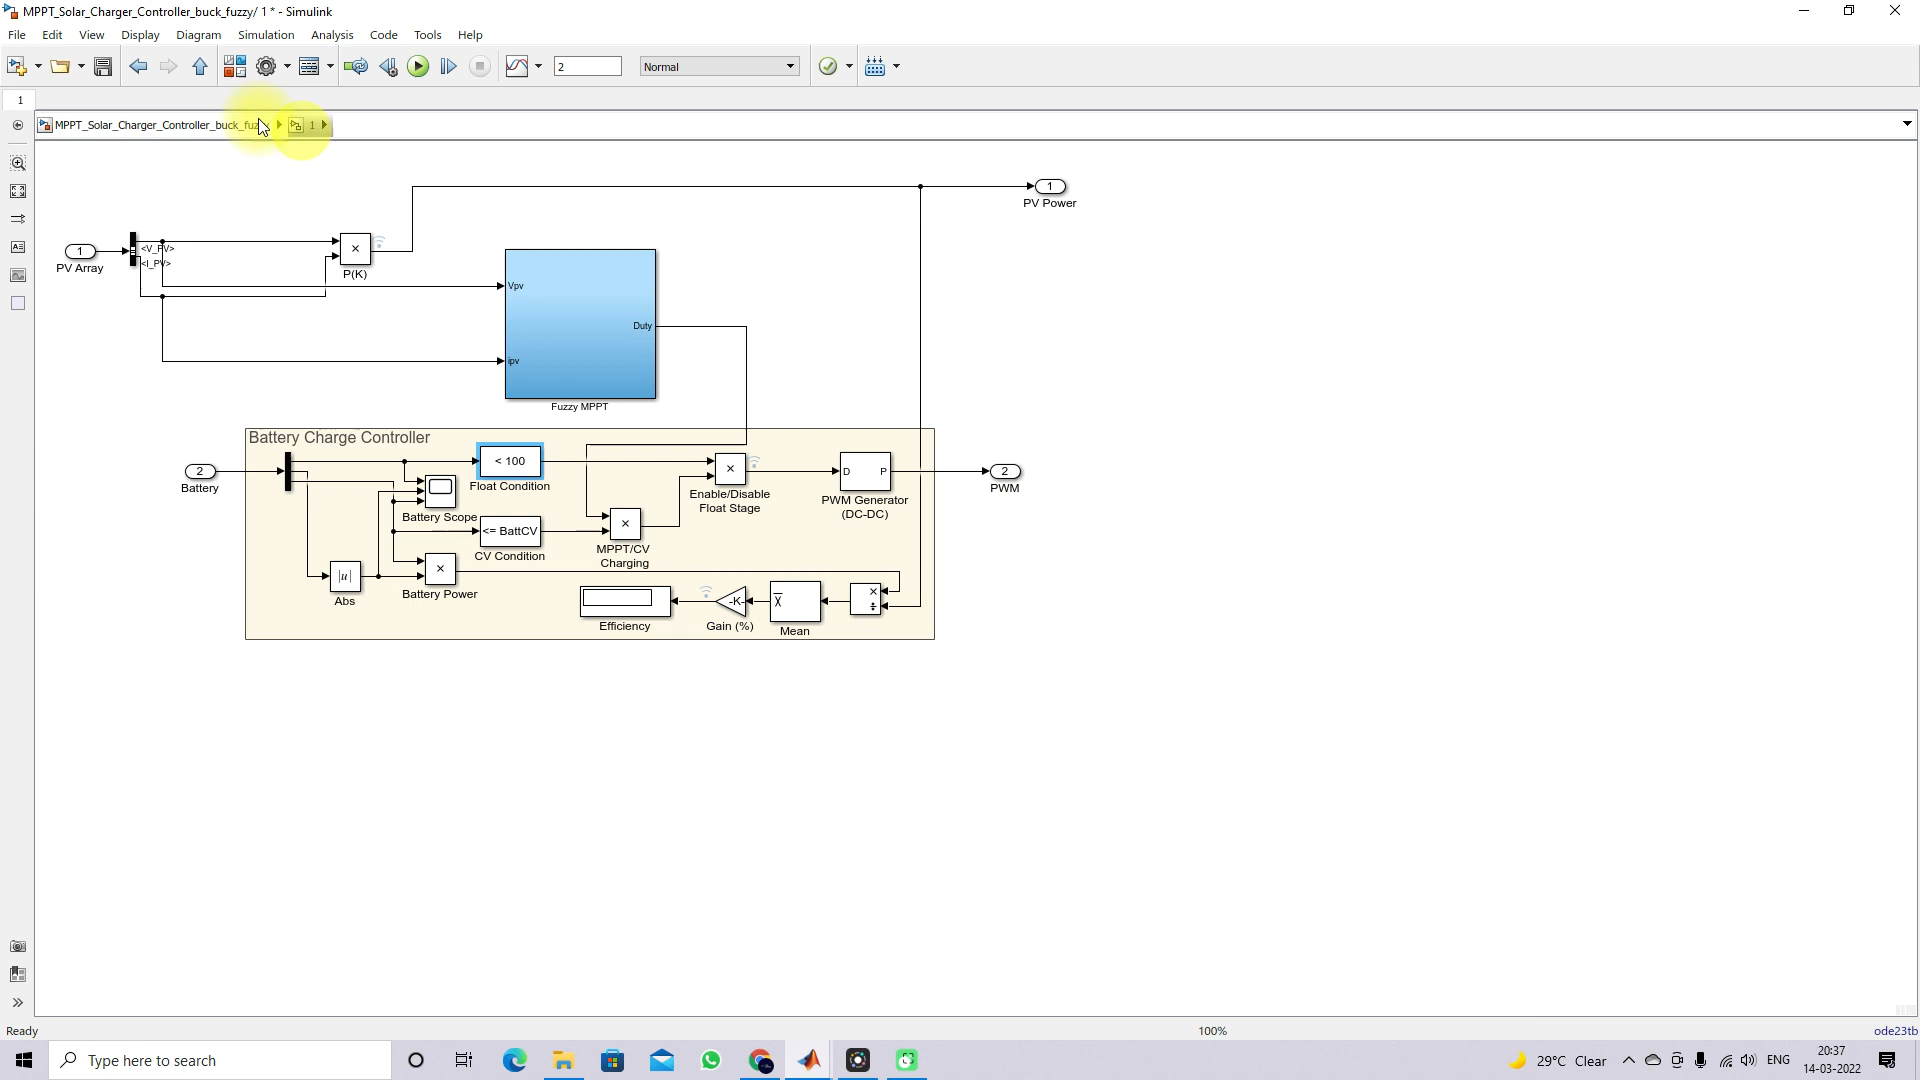 MPPT_Solar_Charger_Controller_buck_fuzzy/ 1 * - Simulink
File Edit View Display Diagram Simulation Analysis Code Tools Help
2 Normal
1
MPPT_Solar_Charger_Controller_buck_fuzzy 1
1
PV Power
1
PV Array
<V_PV>
<I_PV>
×
P(K)
Vpv
Duty
ipv
Fuzzy MPPT
Battery Charge Controller
2
Battery
< 100
Float Condition
Battery Scope
<= BattCV
CV Condition
×
MPPT/CV
Charging
×
Enable/Disable
Float Stage
D P
PWM Generator
(DC-DC)
2
PWM
|u|
Abs
×
Battery Power
Efficiency
-K-
Gain (%)
x
Mean
×
÷
Ready 100% ode23tb
Type here to search
29°C Clear ENG
20:37
14-03-2022